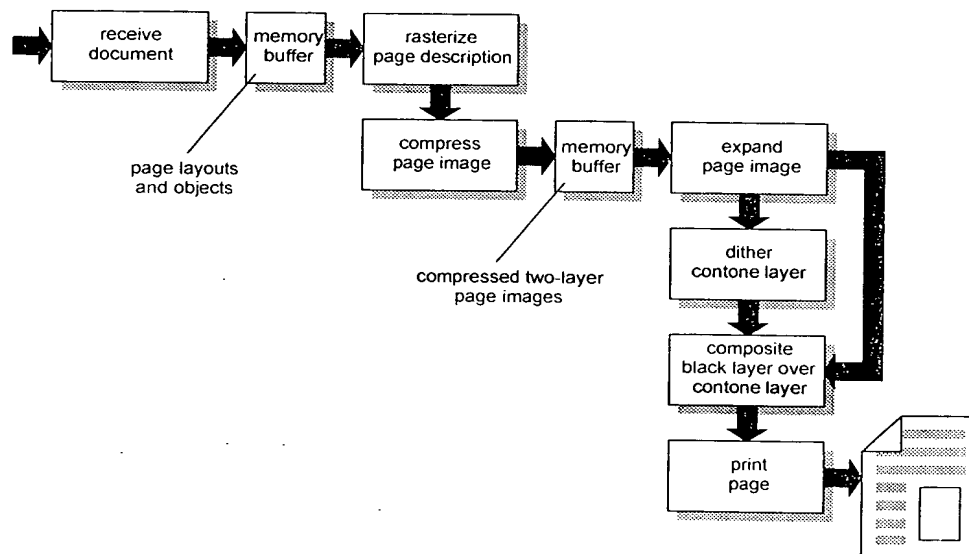 receive
document
memory
buffer
rasterize
page description
page layouts
and objects
compress
page image
memory
buffer
expand
page image
compressed two-layer
page images
dither
contone layer
composite
black layer over
contone layer
print
page